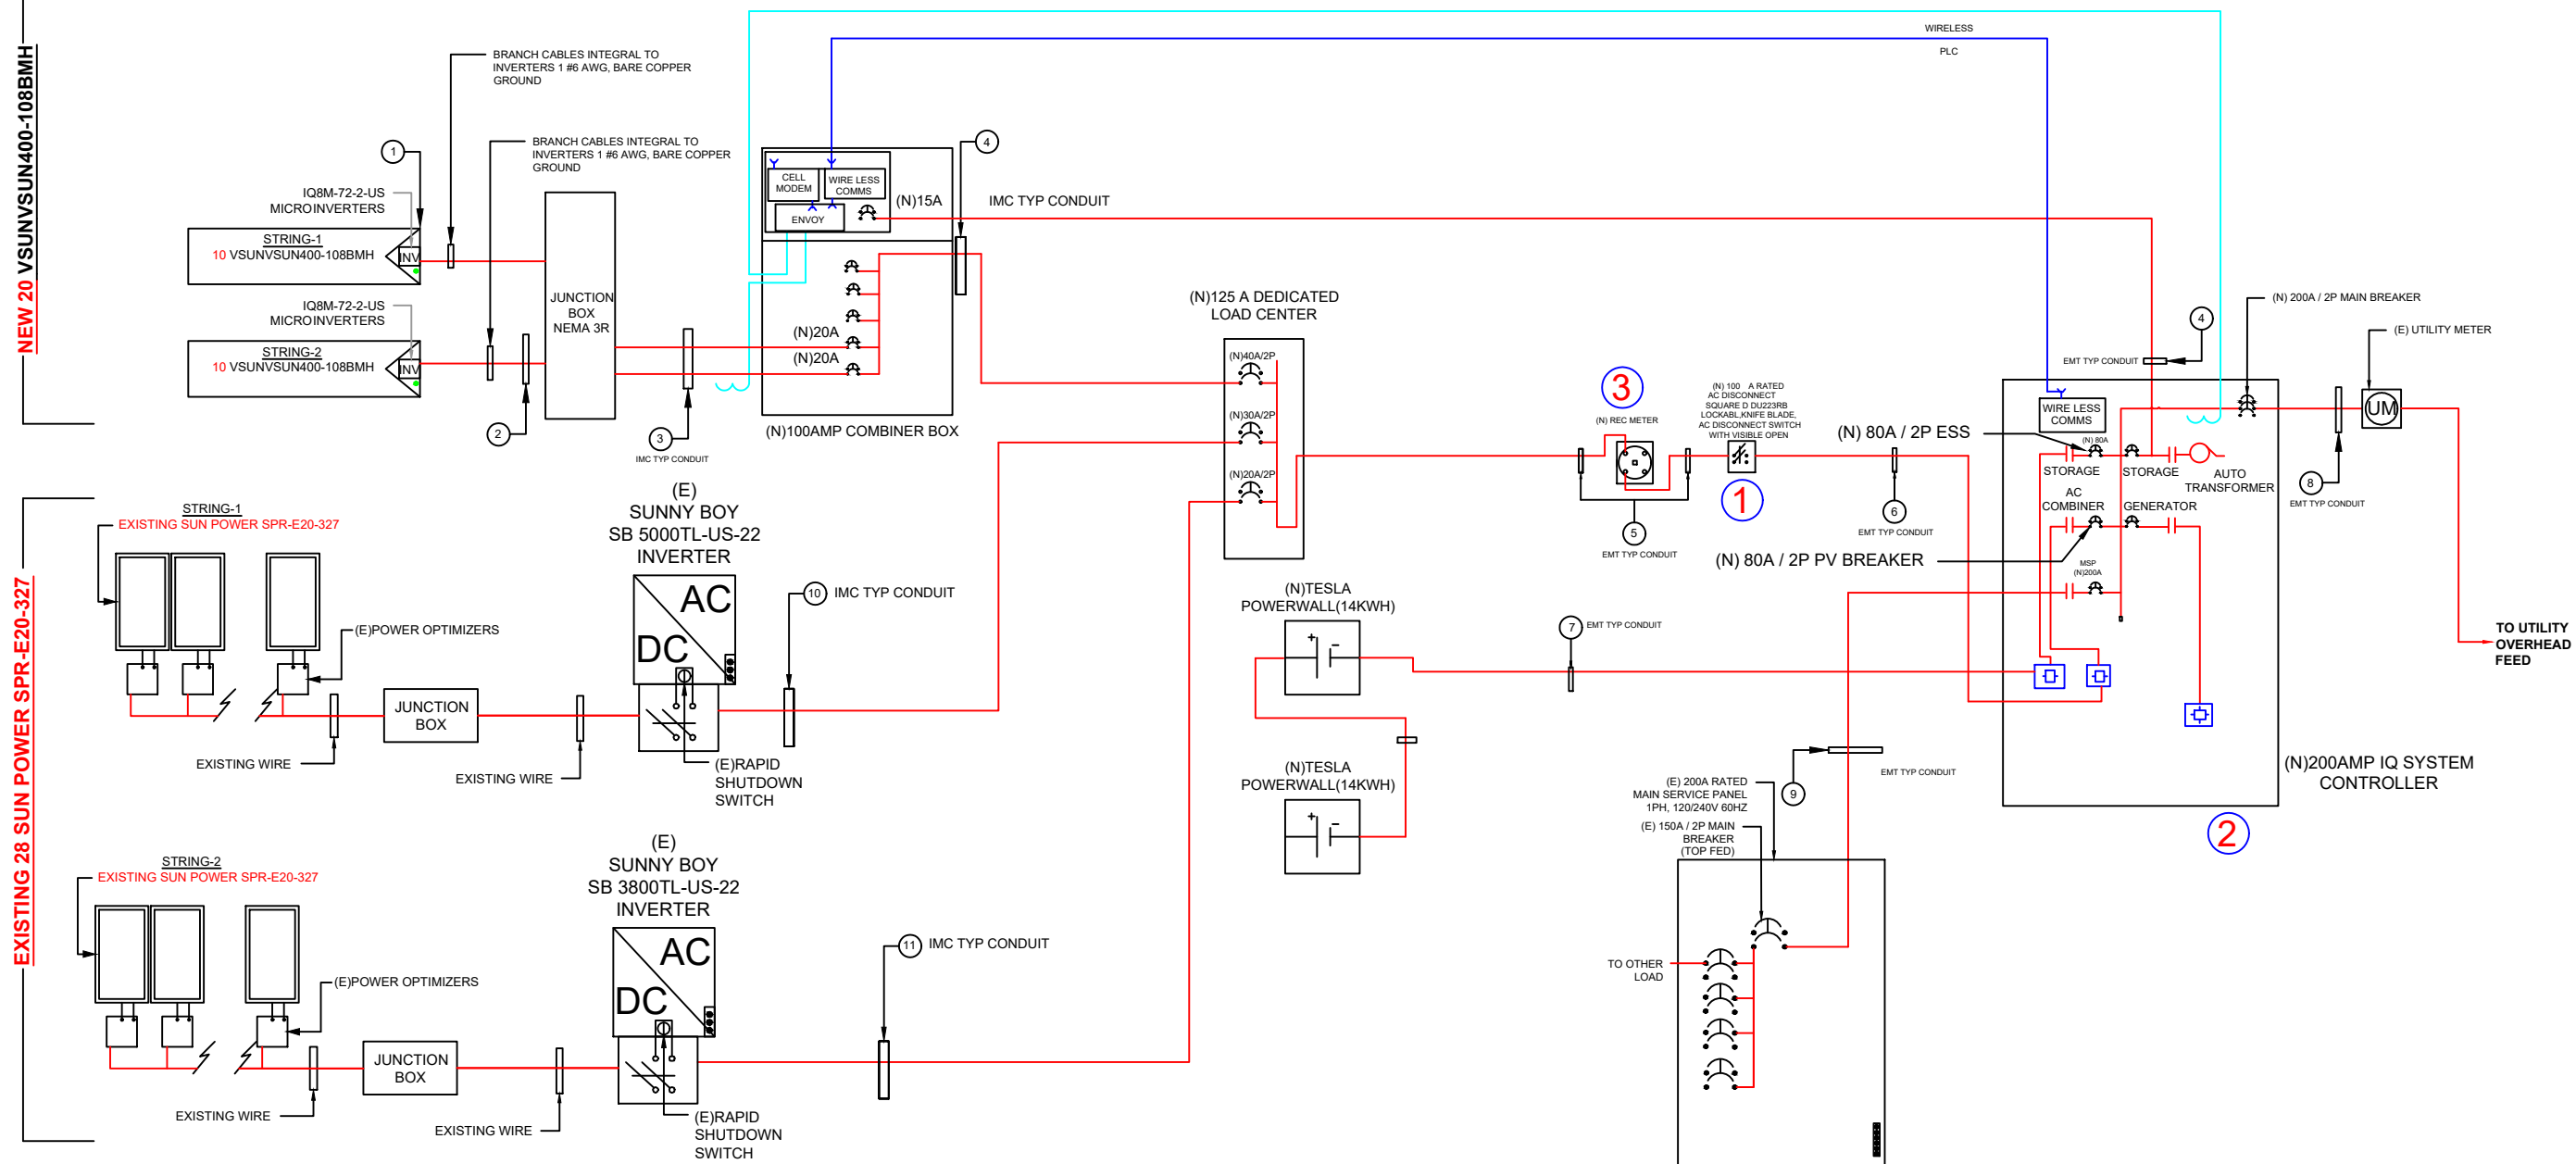 NEW 20 VSUNVSUN400-108BMH
BRANCH CABLES INTEGRAL TO
INVERTERS 1 #6 AWG, BARE COPPER
GROUND
BRANCH CABLES INTEGRAL TO
INVERTERS 1 #6 AWG, BARE COPPER
GROUND
1
IQ8M-72-2-US
MICROINVERTERS
STRING-1
10 VSUNVSUN400-108BMH
INV
IQ8M-72-2-US
MICROINVERTERS
STRING-2
10 VSUNVSUN400-108BMH
INV
2
JUNCTION
BOX
NEMA 3R
3
IMC TYP CONDUIT
CELL
MODEM
WIRE LESS
COMMS
ENVOY
(N)15A
(N)20A
(N)20A
(N)100AMP COMBINER BOX
4
IMC TYP CONDUIT
WIRELESS
PLC
(N)125 A DEDICATED
LOAD CENTER
(N)40A/2P
(N)30A/2P
(N)20A/2P
3
(N) REC METER
(N) 100 A RATED
AC DISCONNECT
SQUARE D DU223RB
LOCKABL,KNIFE BLADE,
AC DISCONNECT SWITCH
WITH VISIBLE OPEN
1
5
EMT TYP CONDUIT
6
EMT TYP CONDUIT
(N) 80A / 2P ESS
(N) 80A / 2P PV BREAKER
4
EMT TYP CONDUIT
(N) 200A / 2P MAIN BREAKER
(E) UTILITY METER
UM
8
EMT TYP CONDUIT
WIRE LESS
COMMS
(N) 80A
STORAGE
STORAGE
AUTO
TRANSFORMER
AC
COMBINER
GENERATOR
MSP
(N)200A
TO UTILITY
OVERHEAD
FEED
(N)200AMP IQ SYSTEM
CONTROLLER
2
EXISTING 28 SUN POWER SPR-E20-327
STRING-1
EXISTING SUN POWER SPR-E20-327
(E)POWER OPTIMIZERS
EXISTING WIRE
JUNCTION
BOX
EXISTING WIRE
(E)
SUNNY BOY
SB 5000TL-US-22
INVERTER
AC
DC
(E)RAPID
SHUTDOWN
SWITCH
10
IMC TYP CONDUIT
(N)TESLA
POWERWALL(14KWH)
+
-
7
EMT TYP CONDUIT
(N)TESLA
POWERWALL(14KWH)
+
-
9
EMT TYP CONDUIT
(E) 200A RATED
MAIN SERVICE PANEL
1PH, 120/240V 60HZ
(E) 150A / 2P MAIN
BREAKER
(TOP FED)
TO OTHER
LOAD
STRING-2
EXISTING SUN POWER SPR-E20-327
(E)POWER OPTIMIZERS
EXISTING WIRE
JUNCTION
BOX
EXISTING WIRE
(E)
SUNNY BOY
SB 3800TL-US-22
INVERTER
AC
DC
(E)RAPID
SHUTDOWN
SWITCH
11
IMC TYP CONDUIT